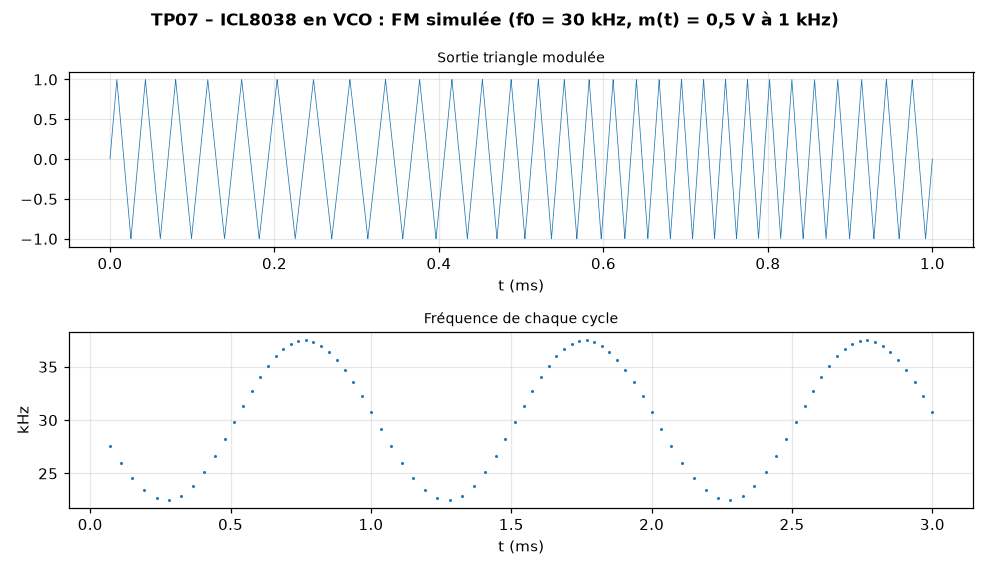 TP07 – ICL8038 en VCO : FM simulée (f0 = 30 kHz, m(t) = 0,5 V à 1 kHz)
Sortie triangle modulée
1.0
0.5
0.0
−0.5
−1.0
0.0 0.2 0.4 0.6 0.8 1.0
t (ms)
Fréquence de chaque cycle
kHz
35
30
25
0.0 0.5 1.0 1.5 2.0 2.5 3.0
t (ms)